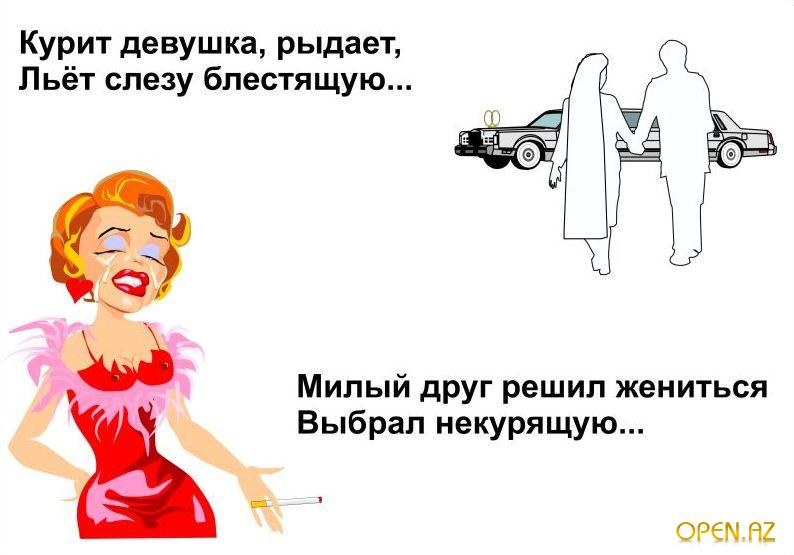 Курит девушка, рыдает,
Льёт слезу блестящую...
Милый друг решил жениться
Выбрал некурящую...
OPEN.AZ